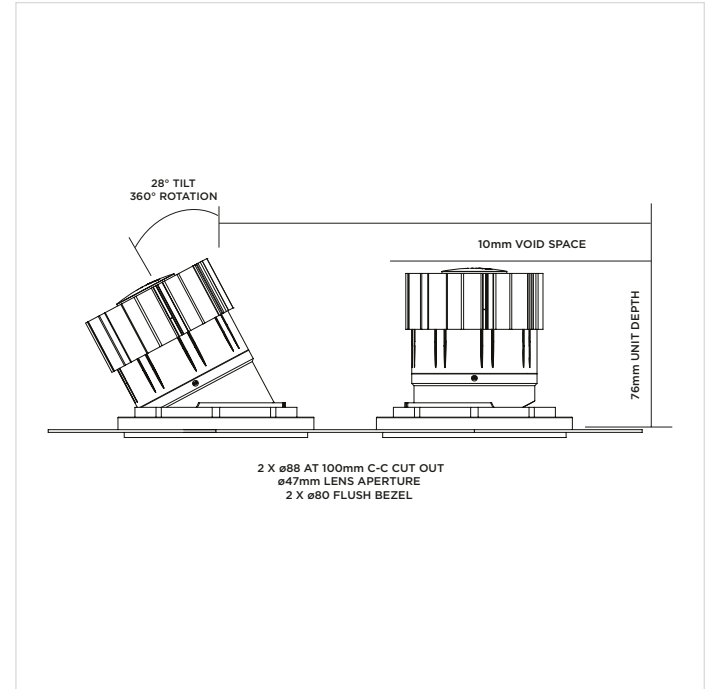 28° TILT
360° ROTATION
10mm VOID SPACE
76mm UNIT DEPTH
2 X ø88 AT 100mm C-C CUT OUT
ø47mm LENS APERTURE
2 X ø80 FLUSH BEZEL